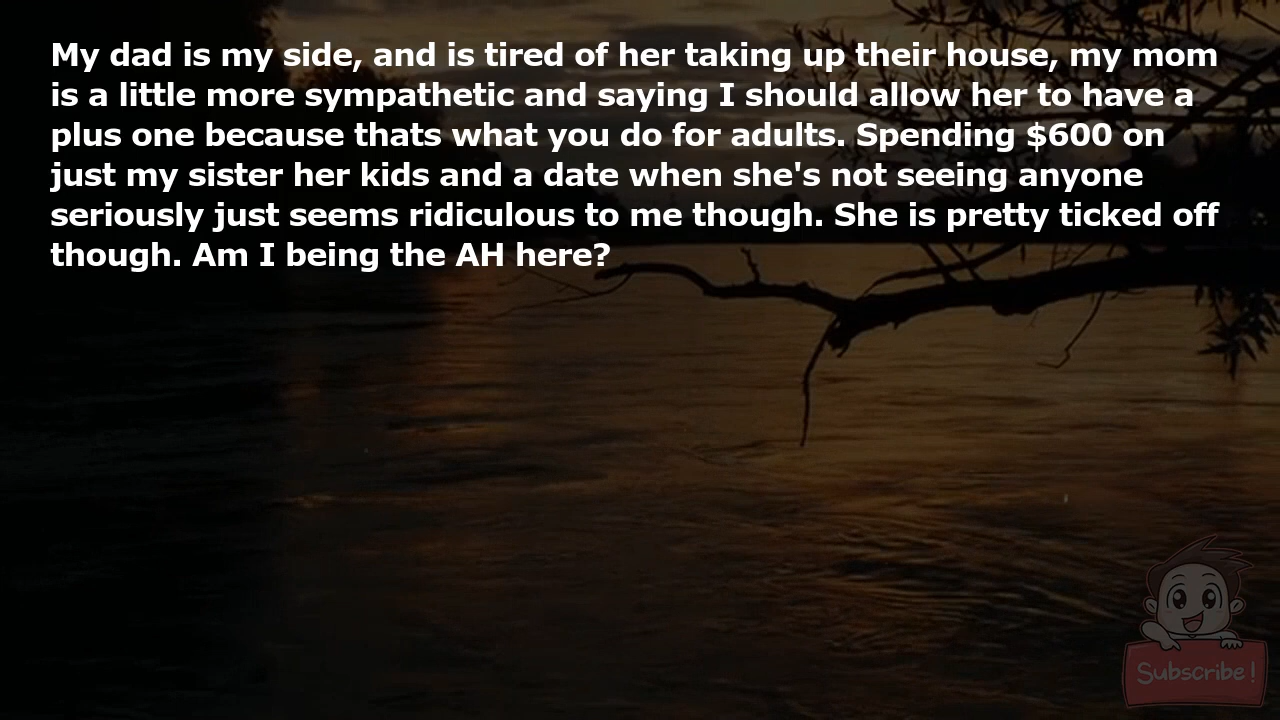 My dad is my side, and is tired of her taking up their house, my mom
is a little more sympathetic and saying I should allow her to have a
plus one because thats what you do for adults. Spending $600 on
just my sister her kids and a date when she's not seeing anyone
seriously just seems ridiculous to me though. She is pretty ticked off
though. Am I being the AH here?
Subscribe!